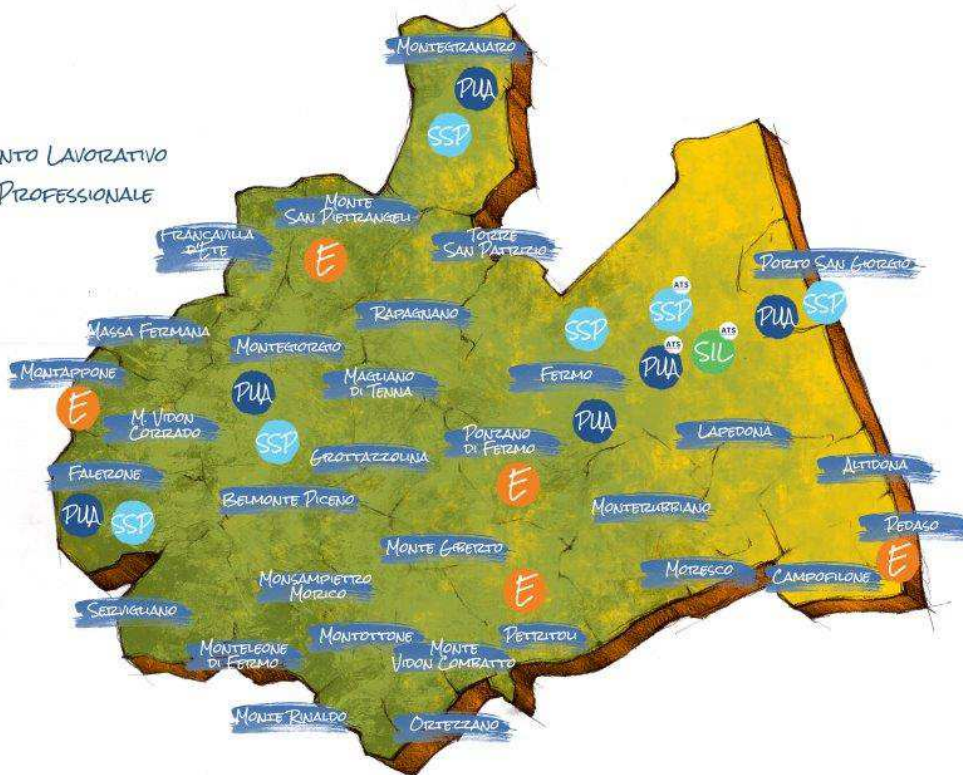 MONTEGRANARO
PUA
SSP
NTO LAVORATIVO
PROFESSIONALE
MONTE
SAN PIETRANGELI
FRANCAVILLA
D'ETE
E
TORRE
SAN PATRIZIO
PORTO SAN GIORGIO
ATS
SSP
PUA
SSP
RAPAGNANO
SSP
ATS
SIL
MASSA FERMANA
MONTEGIORGIO
ATS
PUA
MONTAPPONE
E
MAGLIANO
DI TENNA
FERMO
PUA
PUA
M. VIDON
CORRADO
SSP
GROTTAZZOLINA
PONZANO
DI FERMO
E
LAPEDONA
FALERONE
PUA
SSP
BELMONTE PICENO
MONTERUBBIANO
ALTIDONA
PEDASO
E
MONTE GIBERTO
MONSAMPIETRO
MORICO
E
MORESCO
CAMPOFILONE
SERVIGLIANO
MONTOTTONE
PETRITOLI
MONTELEONE
DI FERMO
MONTE
VIDON COMBATTO
MONTE RINALDO
ORTEZZANO